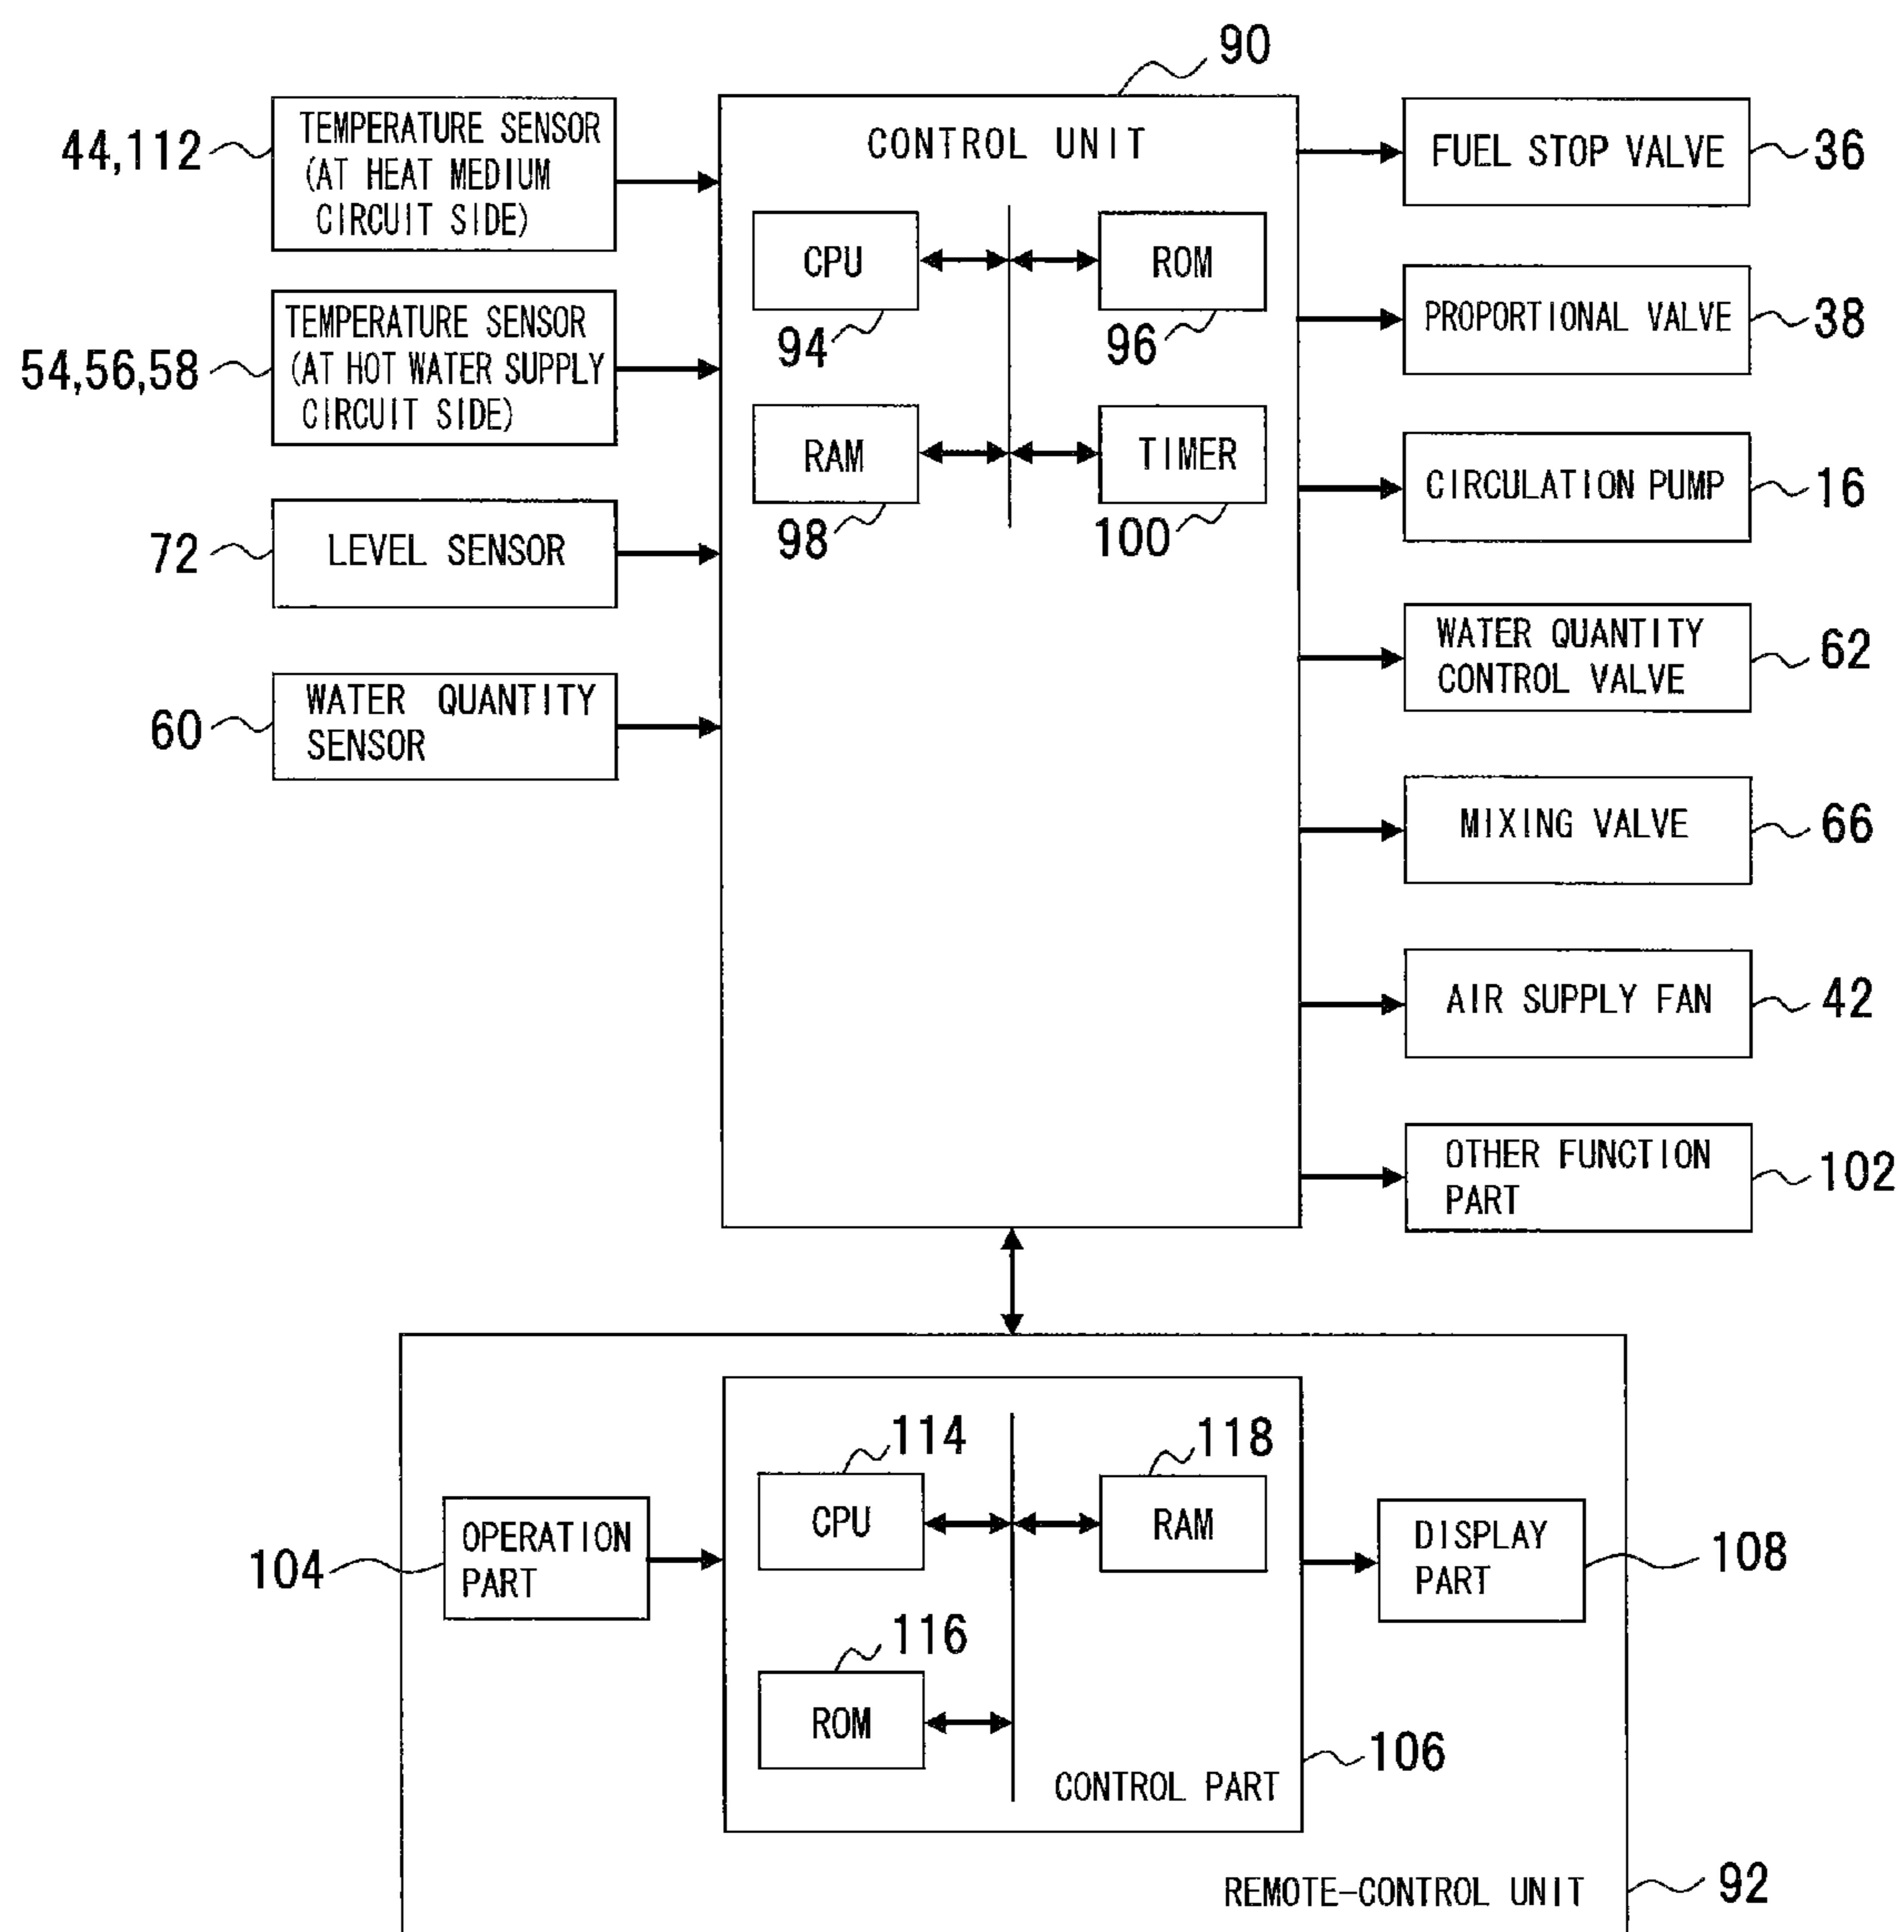 90
44,112
TEMPERATURE SENSOR
(AT HEAT MEDIUM
CIRCUIT SIDE)
CONTROL UNIT
FUEL STOP VALVE
36
CPU
94
ROM
96
54,56,58
TEMPERATURE SENSOR
(AT HOT WATER SUPPLY
CIRCUIT SIDE)
PROPORTIONAL VALVE
38
RAM
98
TIMER
100
CIRCULATION PUMP
16
72
LEVEL SENSOR
60
WATER QUANTITY
SENSOR
WATER QUANTITY
CONTROL VALVE
62
MIXING VALVE
66
AIR SUPPLY FAN
42
OTHER FUNCTION
PART
102
104
OPERATION
PART
114
CPU
118
RAM
DISPLAY
PART
108
116
ROM
CONTROL PART
106
REMOTE-CONTROL UNIT
92